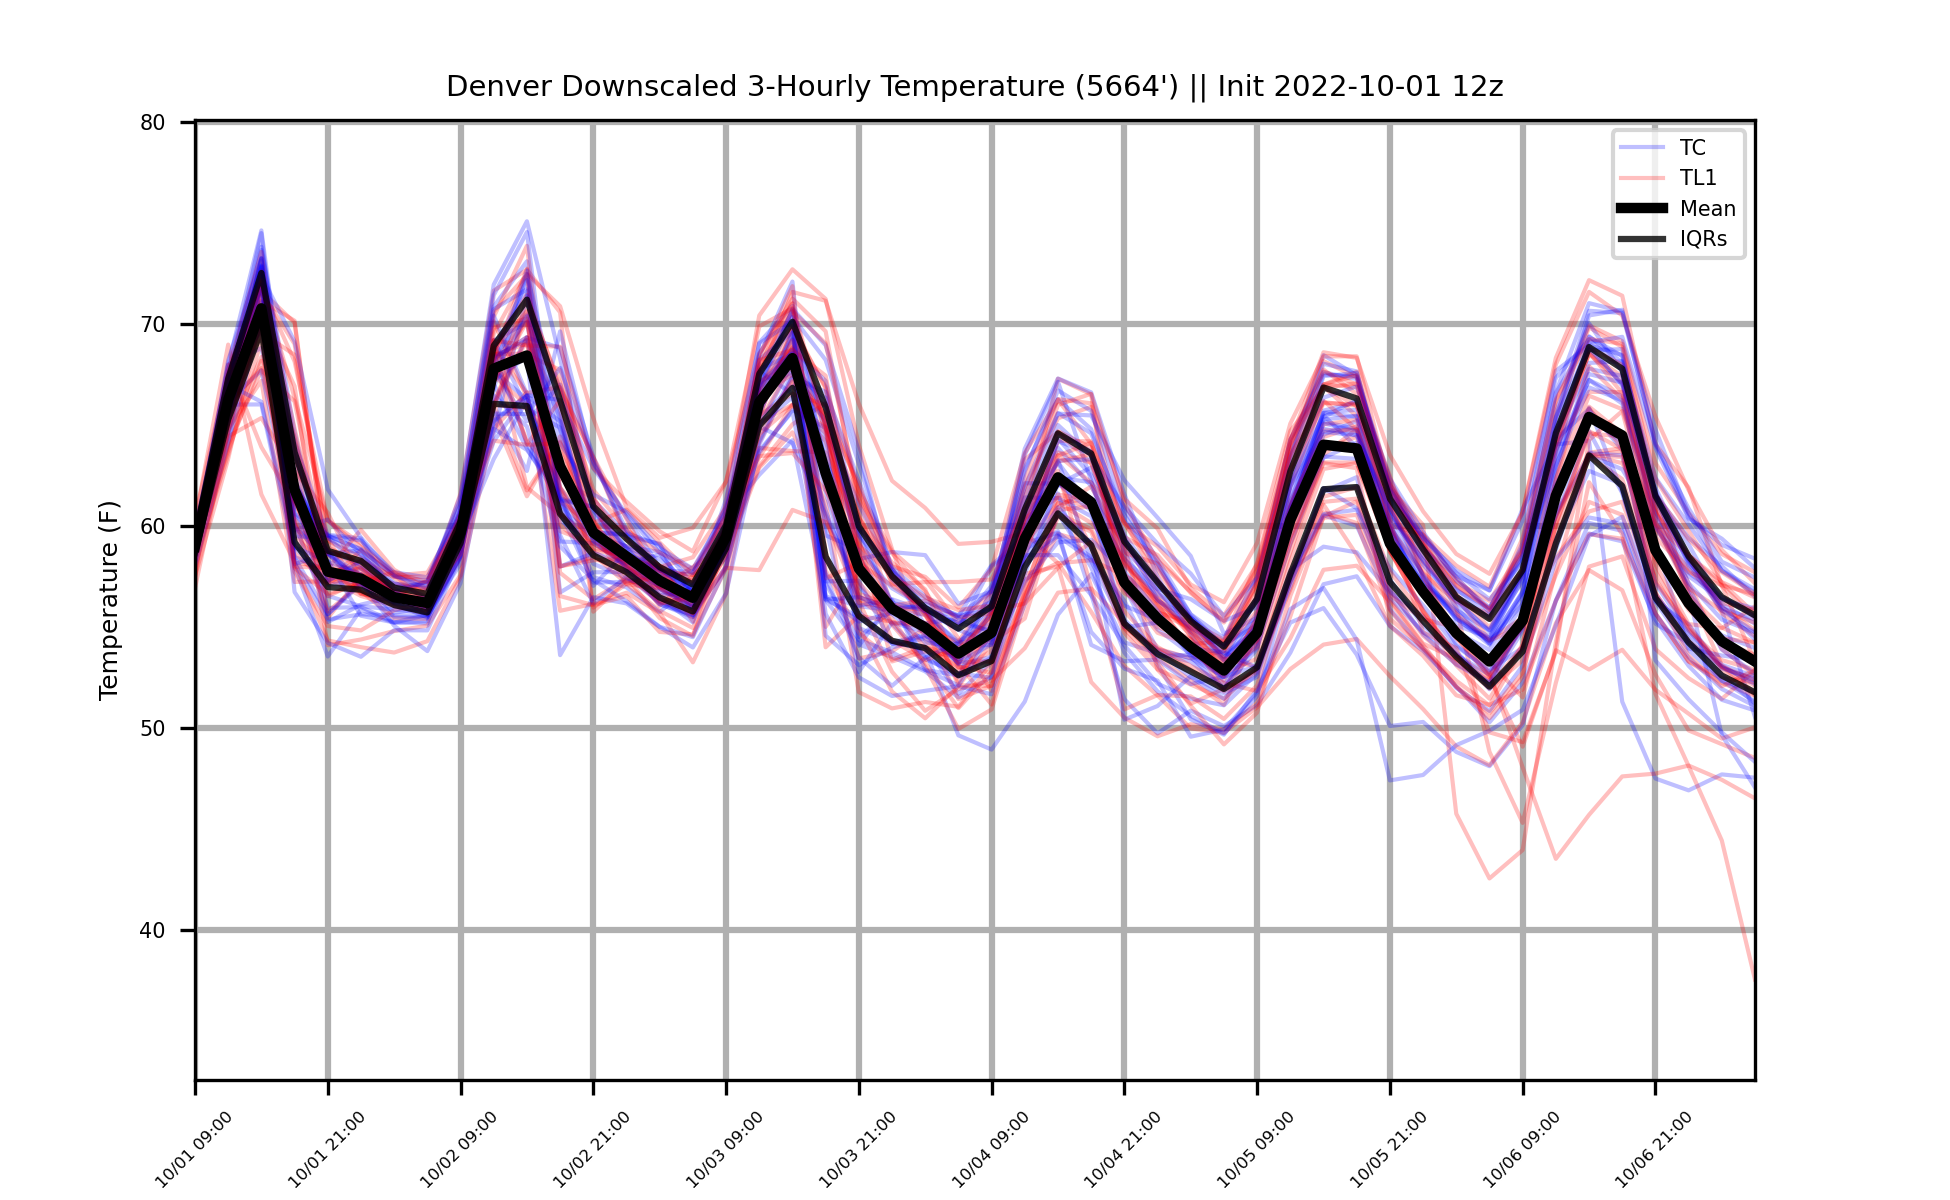 Denver Downscaled 3-Hourly Temperature (5664') || Init 2022-10-01 12z
80
70
60
50
40
Temperature (F)
TC
TL1
Mean
IQRs
10/01 09:00
10/01 21:00
10/02 09:00
10/02 21:00
10/03 09:00
10/03 21:00
10/04 09:00
10/04 21:00
10/05 09:00
10/05 21:00
10/06 09:00
10/06 21:00